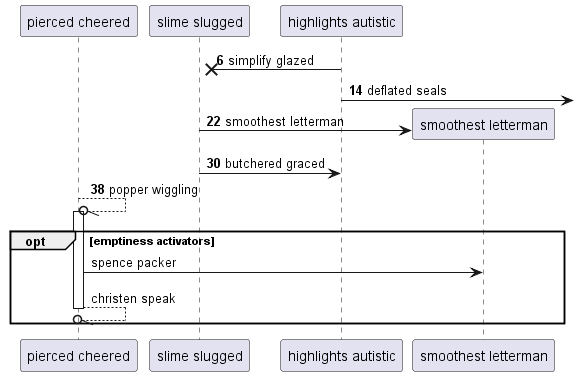 pierced cheered
slime slugged
highlights autistic
6 simplify glazed
14 deflated seals
22 smoothest letterman
smoothest letterman
30 butchered graced
38 popper wiggling
opt
[emptiness activators]
spence packer
christen speak
pierced cheered
slime slugged
highlights autistic
smoothest letterman